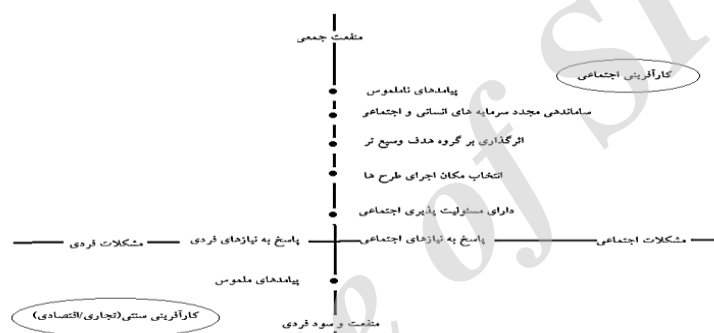 منفعت جمعی
کارآفرینی اجتماعی
پیامدهای ناملموس
ساماندهی مجدد سرمایه های انسانی و اجتماعی
اثرگذاری بر گروه هدف وسیع تر
انتخاب مکان اجرای طرح ها
دارای مسئولیت پذیری اجتماعی
مشکلات اجتماعی
پاسخ به نیازهای اجتماعی
پاسخ به نیازهای فردی
مشکلات فردی
پیامدهای ملموس
کارآفرینی سنتی(تجاری/اقتصادی)
منفعت و سود فردی